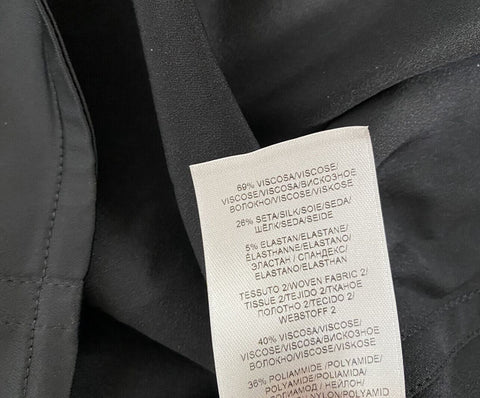 69% VISCOSA/VISCOSE/
VISCOSE/VISCOSA/ВИСКОЗНОЕ
ВОЛОКНО/VISCOSE/VISKOSE
26% SETA/SILK/SOIE/SEDA/
ШЁЛК/SEDA/SEIDE
5% ELASTAN/ELASTANE/
ÉLASTHANNE/ELASTANO/
ЭЛАСТАН / СПАНДЕКС/
ELASTANO/ELASTHAN
TESSUTO 2/WOVEN FABRIC 2/
TISSUE 2/TEJIDO 2/ТКАНОЕ
ПОЛОТНО/TECIDO 2/
WEBSTOFF 2
40% VISCOSA/VISCOSE/
VISCOSE/VISCOSA/ВИСКОЗНОЕ
ВОЛОКНО/VISCOSE/VISKOSE
36% POLIAMMIDE /POLYAMIDE/
POLYAMIDE/POLIAMIDA/
ПОЛИАМИД / НЕЙЛОН/
/NYLON/POLYAMID